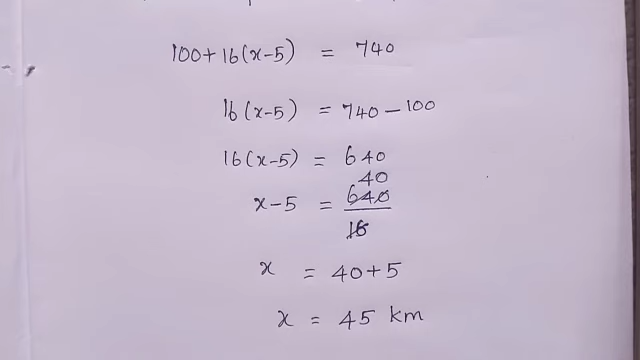 100+16(x-5) = 740
16(x-5) = 740-100
16(x-5) = 640
40
x-5 = 640/16
x = 40+5
x = 45 km